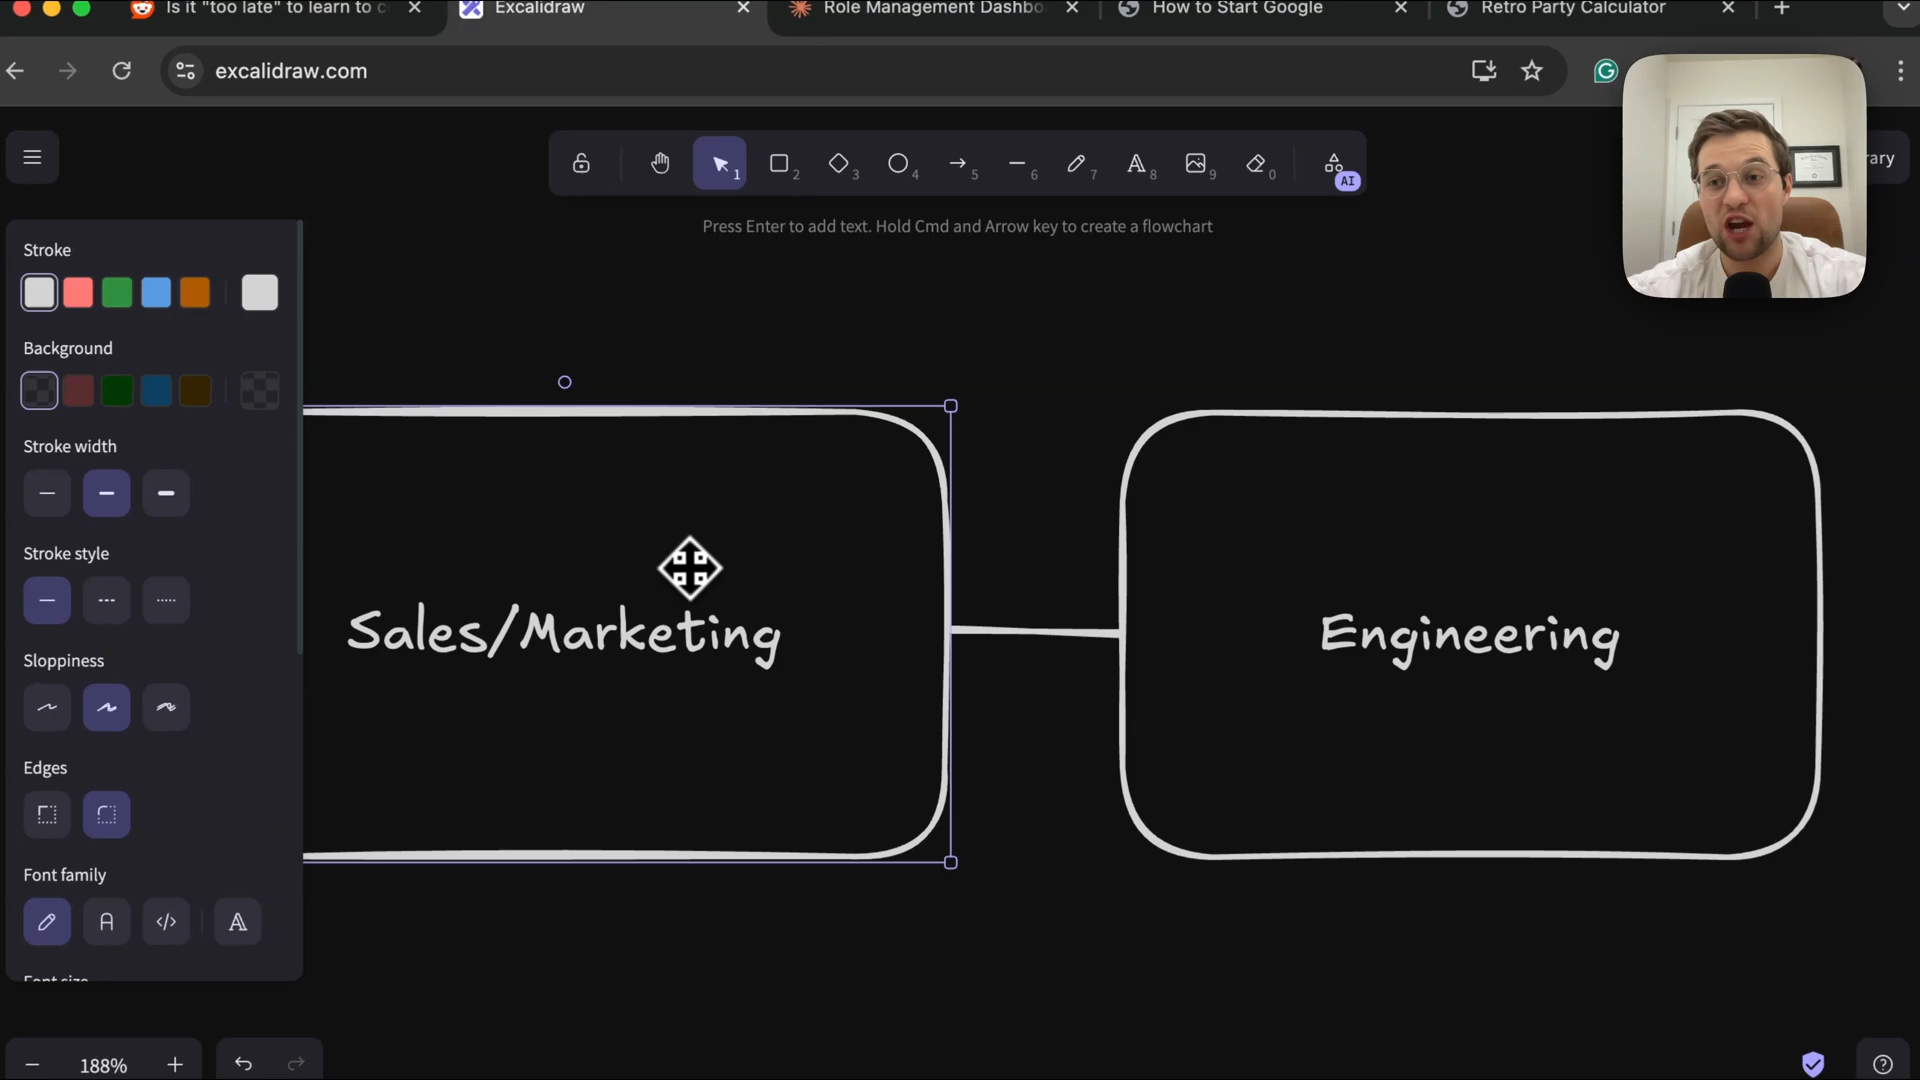 Is it "too late" to learn to c
Excalidraw
Role Management Dashbo
How to Start Google
Retro Party Calculator
excalidraw.com
1
2
3
4
5
6
7
8
9
0
AI
rary
Press Enter to add text. Hold Cmd and Arrow key to create a flowchart
Stroke
Background
Stroke width
Stroke style
Sloppiness
Edges
Font family
Font size
Sales/Marketing
Engineering
188%